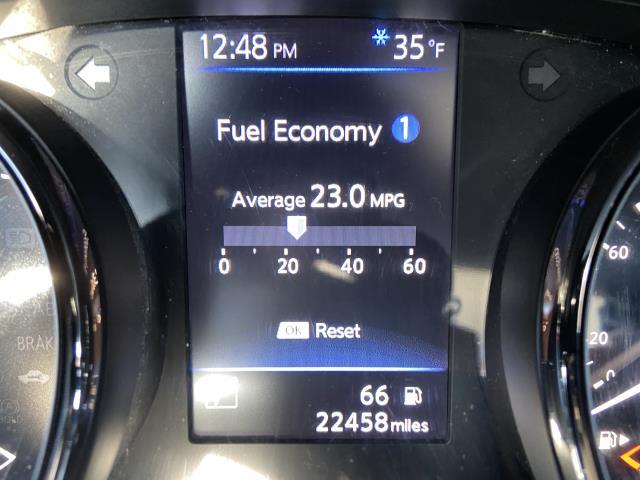 12:48 PM 35°F
Fuel Economy 1
Average 23.0 MPG
0 20 40 60
OK Reset
66
22458 miles
BRAK
60
20
0